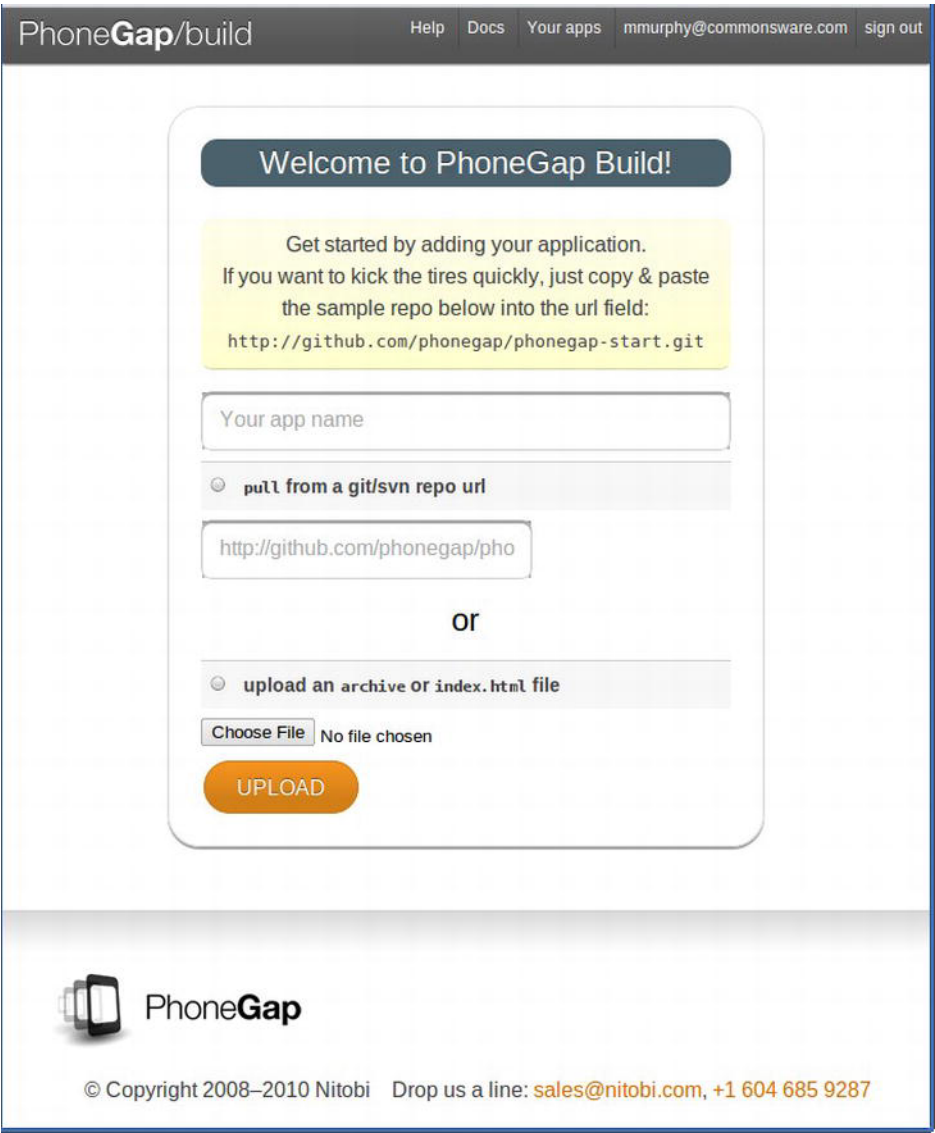 PhoneGap/build Help Docs Your apps mmurphy@commonsware.com sign out
Welcome to PhoneGap Build!
Get started by adding your application.
If you want to kick the tires quickly, just copy & paste
the sample repo below into the url field:
http://github.com/phonegap/phonegap-start.git
Your app name
pull from a git/svn repo url
http://github.com/phonegap/pho
or
upload an archive or index.html file
Choose File No file chosen
UPLOAD
PhoneGap
© Copyright 2008–2010 Nitobi Drop us a line: sales@nitobi.com, +1 604 685 9287